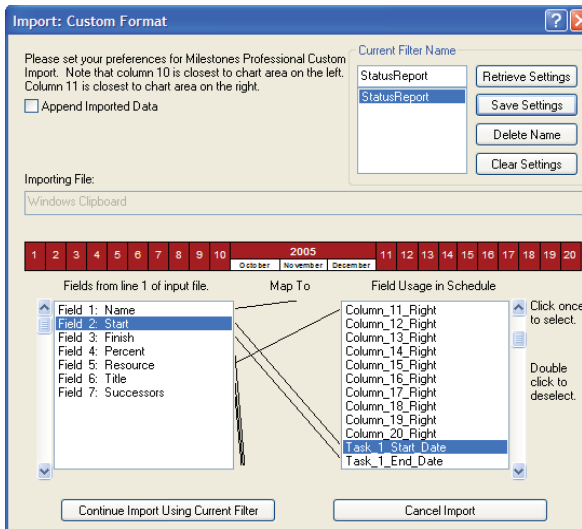 Import: Custom Format
Please set your preferences for Milestones Professional Custom
Import. Note that column 10 is closest to chart area on the left.
Column 11 is closest to chart area on the right.
Append Imported Data
Current Filter Name
StatusReport
StatusReport
Retrieve Settings
Save Settings
Delete Name
Clear Settings
Importing File:
Windows Clipboard
1 2 3 4 5 6 7 8 9 10 2005 11 12 13 14 15 16 17 18 19 20
October November December
Fields from line 1 of input file. Map To Field Usage in Schedule
Field 1: Name
Field 2: Start
Field 3: Finish
Field 4: Percent
Field 5: Resource
Field 6: Title
Field 7: Successors
Column_11_Right
Column_12_Right
Column_13_Right
Column_14_Right
Column_15_Right
Column_16_Right
Column_17_Right
Column_18_Right
Column_19_Right
Column_20_Right
Task_1_Start_Date
Task_1_End_Date
Click once
to select.
Double
click to
deselect.
Continue Import Using Current Filter
Cancel Import